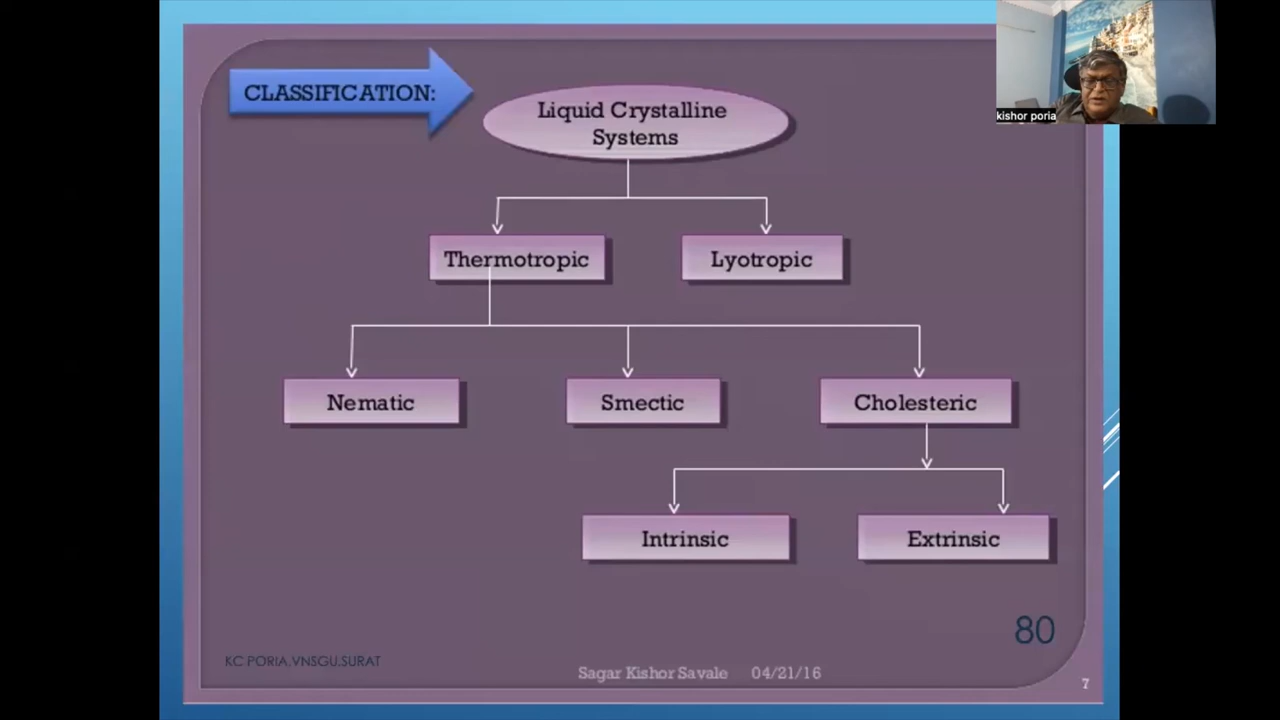 CLASSIFICATION:
Liquid Crystalline
Systems
kishor poria
Thermotropic
Lyotropic
Nematic
Smectic
Cholesteric
Intrinsic
Extrinsic
80
KC PORIA,VNSGU,SURAT
Sagar Kishor Savale 04/21/16
7